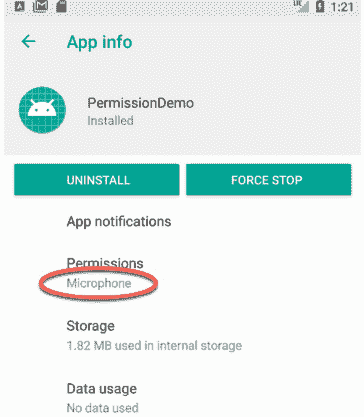 LTE 1:21
App info
PermissionDemo
Installed
UNINSTALL
FORCE STOP
App notifications
Permissions
Microphone
Storage
1.82 MB used in internal storage
Data usage
No data used